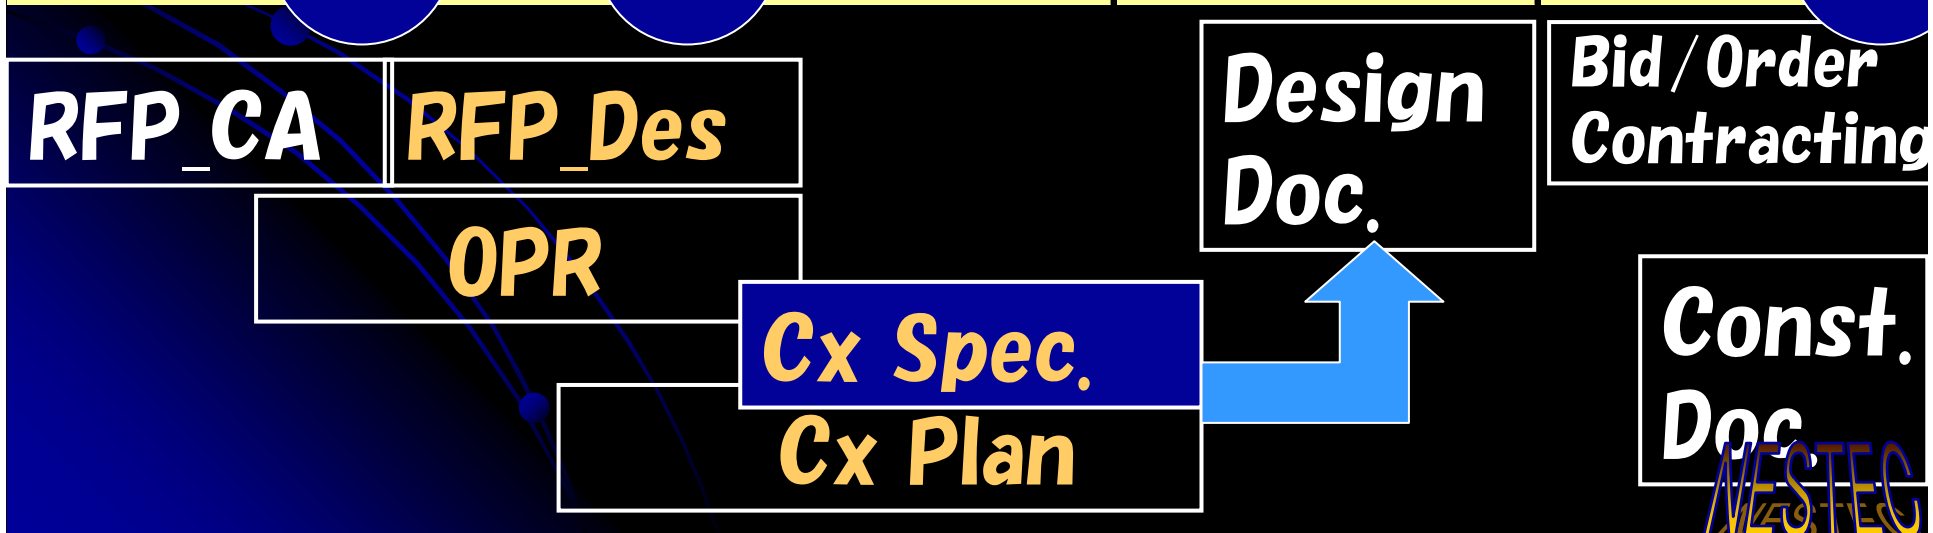 RFP_CA
RFP_Des
Design
Doc.
Bid/Order
Contracting
OPR
Cx Spec.
Cx Plan
Const.
Doc.
NESTEC